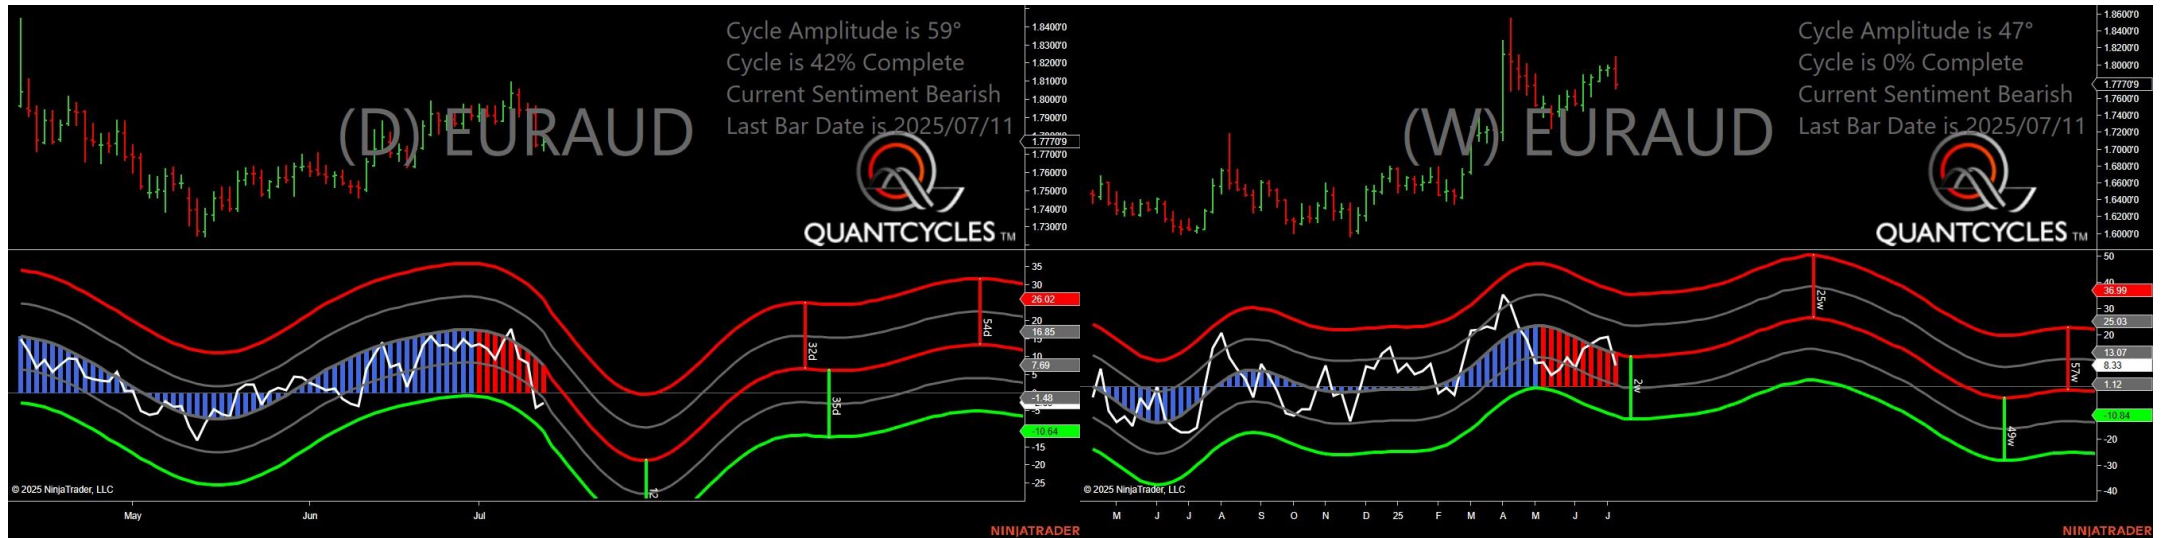 Cycle Amplitude is 59°
Cycle is 42% Complete
Current Sentiment Bearish
Last Bar Date is 2025/07/11
(D) EURAUD
QUANTCYCLES TM
1.8400'0
1.8300'0
1.8200'0
1.8100'0
1.8000'0
1.7900'0
1.7770'9
1.7700'0
1.7600'0
1.7500'0
1.7400'0
1.7300'0
35
30
26.02
20
16.85
15
10
7.69
5
-1.48
-5
-10.64
-15
-20
-25
12
32d
35d
54d
© 2025 NinjaTrader, LLC
May Jun Jul
NINJATRADER
Cycle Amplitude is 47°
Cycle is 0% Complete
Current Sentiment Bearish
Last Bar Date is 2025/07/11
(W) EURAUD
QUANTCYCLES TM
1.8600'0
1.8400'0
1.8200'0
1.8000'0
1.7770'9
1.7600'0
1.7400'0
1.7200'0
1.7000'0
1.6800'0
1.6600'0
1.6400'0
1.6200'0
1.6000'0
50
36.99
30
25.03
20
13.07
8.33
1.12
-10.84
-20
-30
-40
2w
25w
49w
57w
© 2025 NinjaTrader, LLC
M J J A S O N D 25 F M A M J J
NINJATRADER